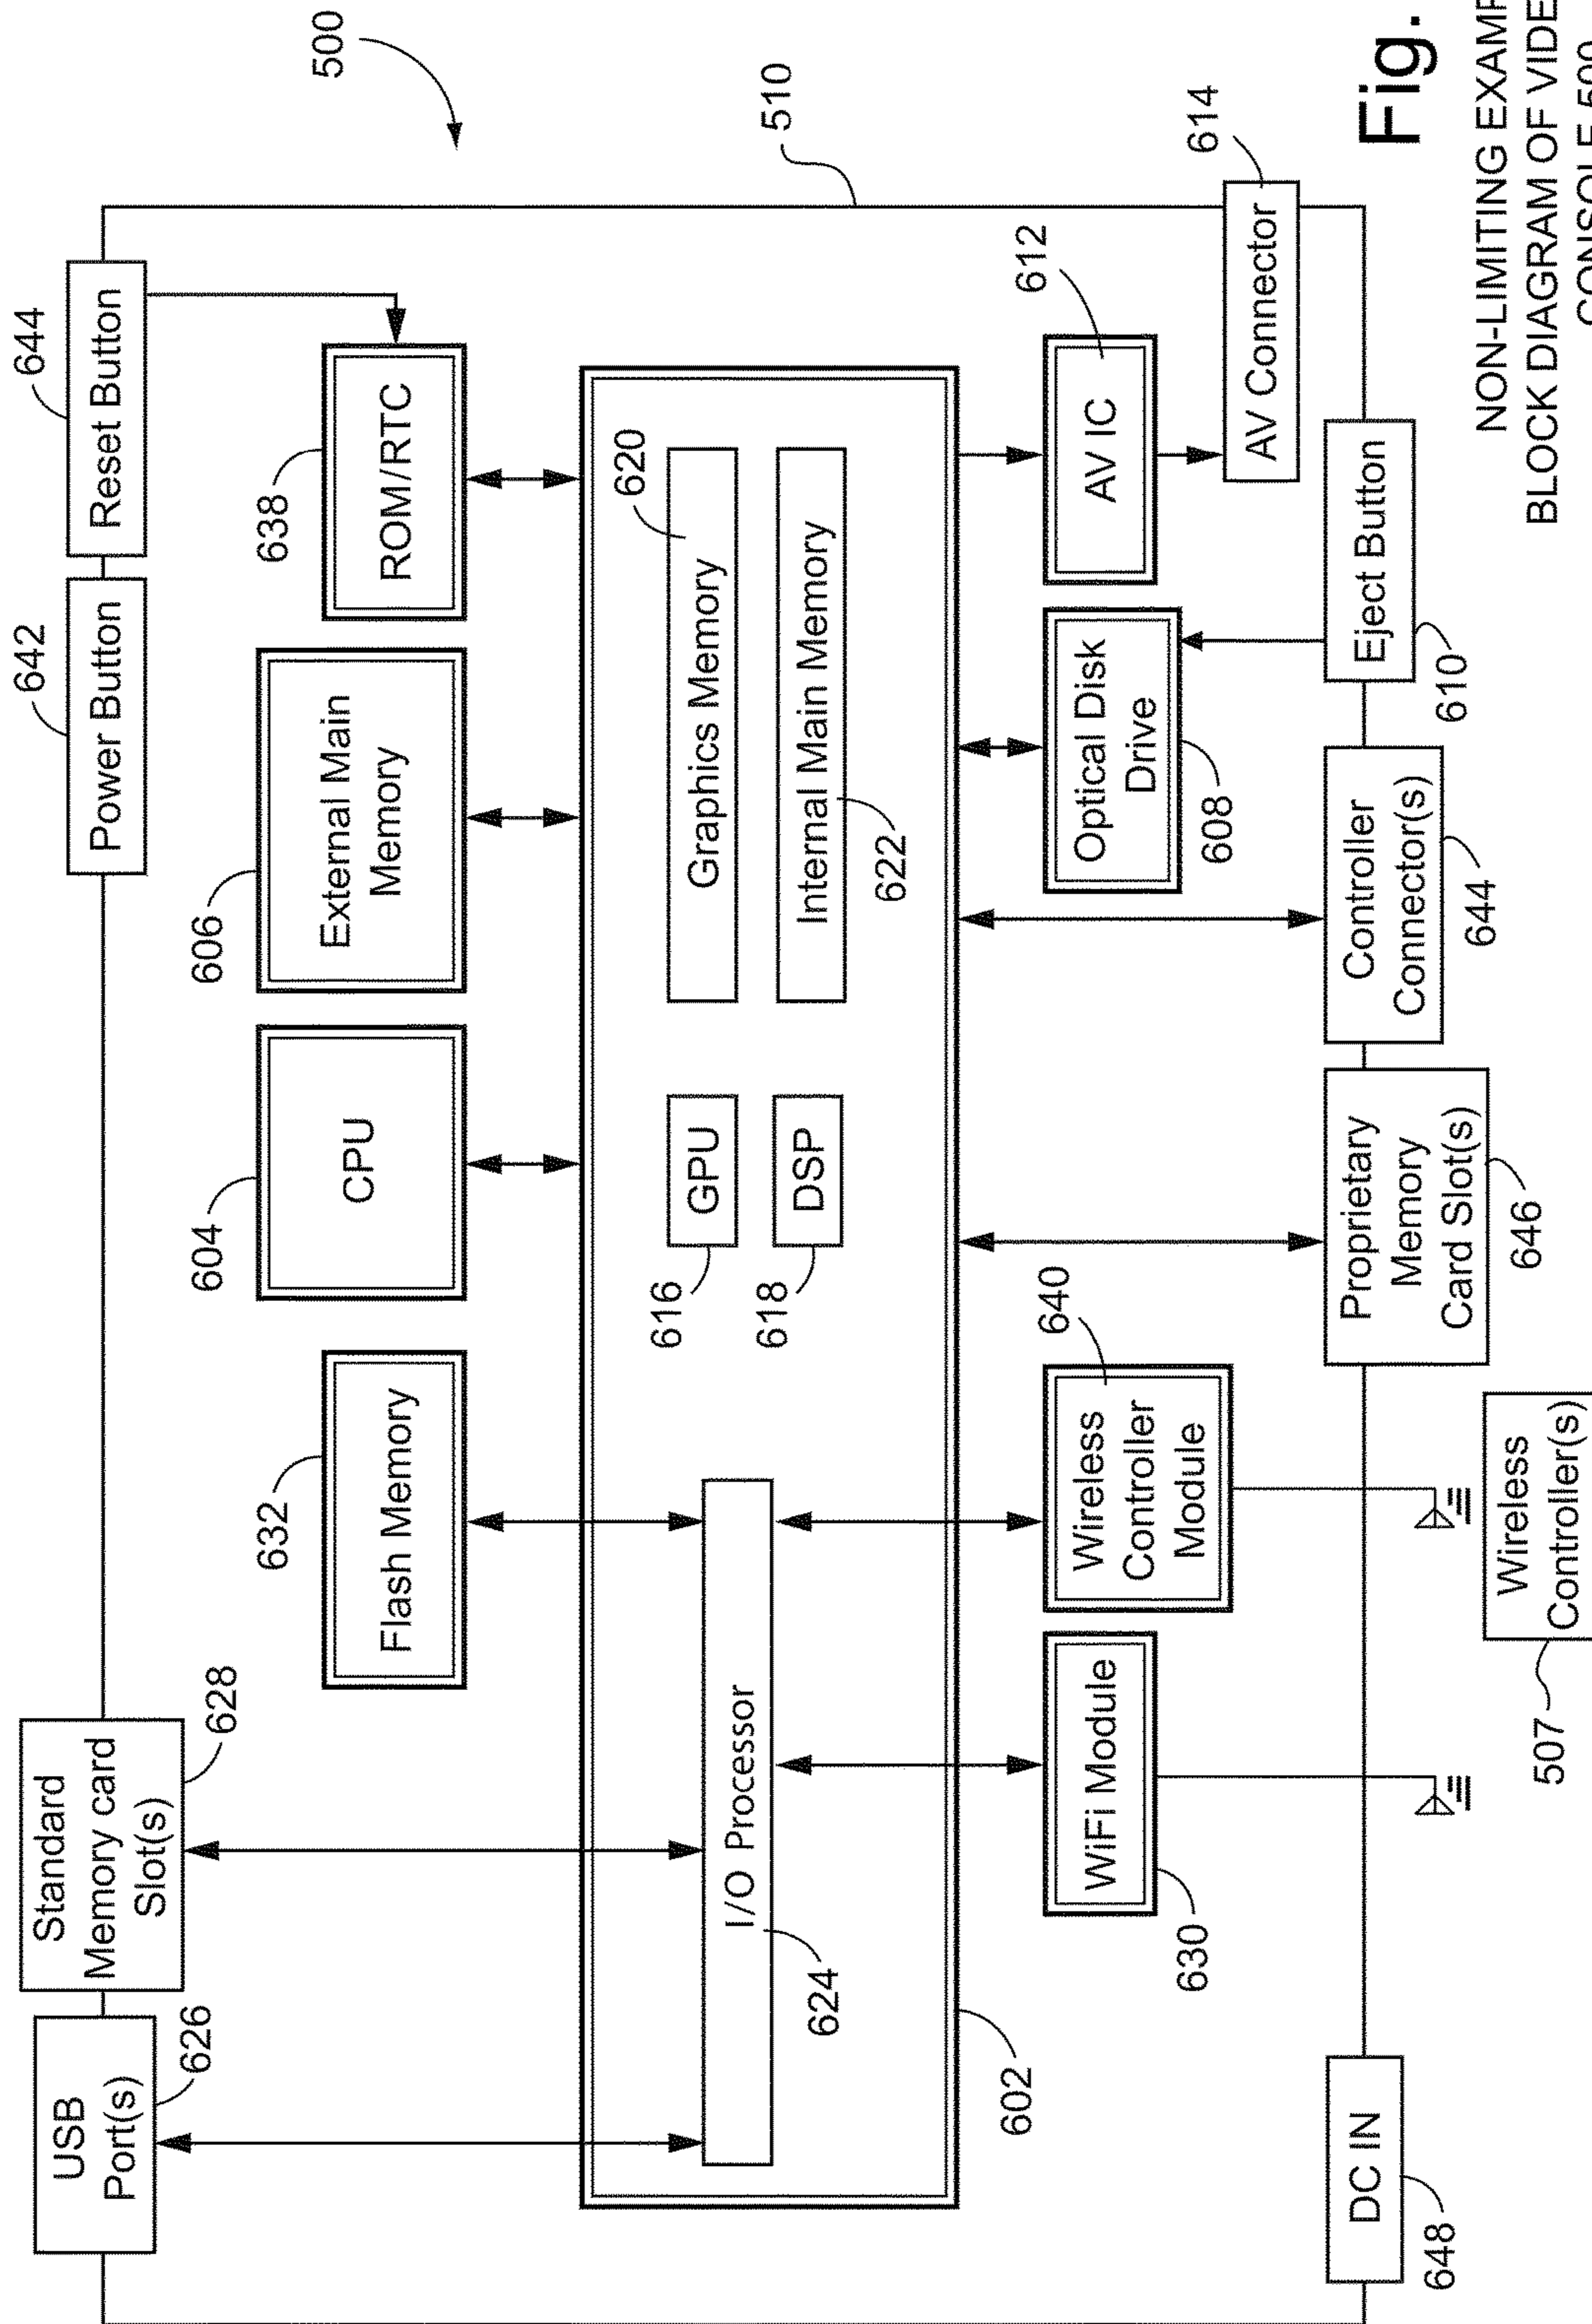 500
510
644
Reset Button
642
Power Button
638
ROM/RTC
606
External Main
Memory
604
CPU
632
Flash Memory
628
Standard
Memory card
Slot(s)
626
USB
Port(s)
620
Graphics Memory
Internal Main Memory
622
GPU
616
DSP
618
I/O Processor
624
602
612
AV IC
614
AV Connector
Optical Disk
Drive
608
Eject Button
610
Controller
Connector(s)
644
Proprietary
Memory
Card Slot(s)
646
640
Wireless
Controller
Module
WiFi Module
630
Wireless
Controller(s)
507
DC IN
648
Fig.
NON-LIMITING
BLOCK DIAGRAM OF
CONSOLE 500